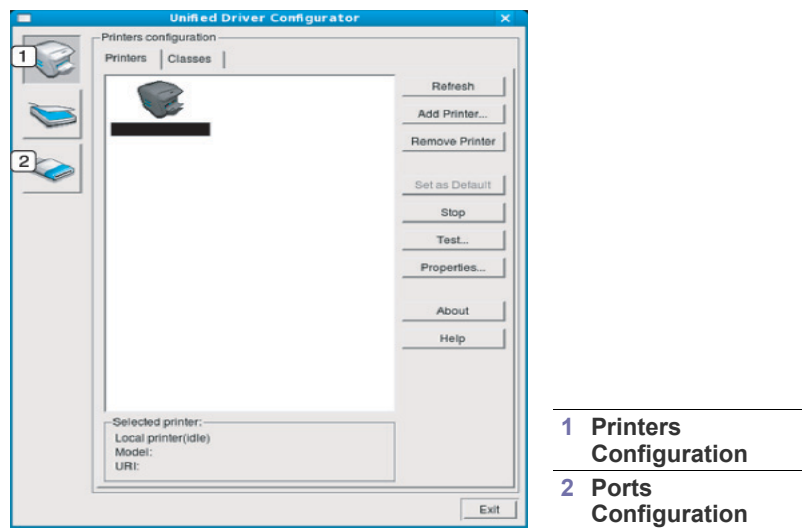 Unified Driver Configurator
Printers configuration
1
Printers
Classes
Refresh
Add Printer...
Remove Printer
2
Set as Default
Stop
Test...
Properties...
About
Help
Selected printer:
Local printer(idle)
Model:
URI:
Exit
1 Printers
Configuration
2 Ports
Configuration